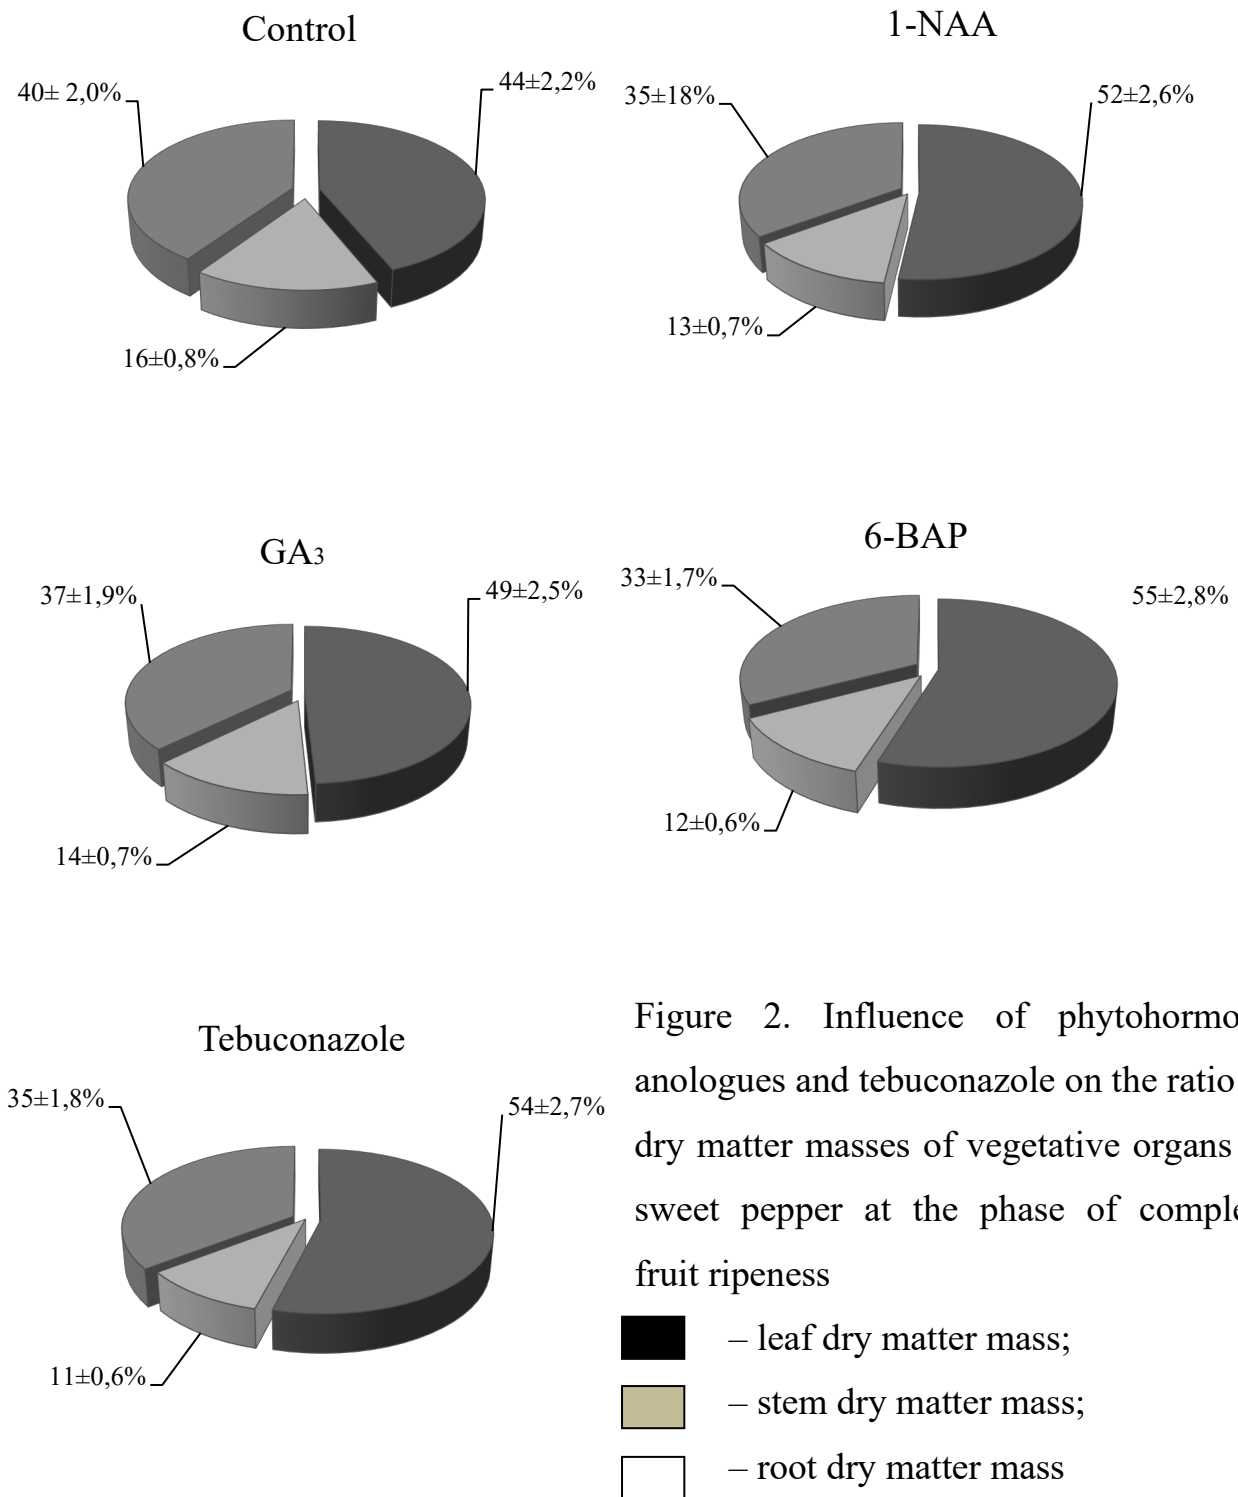 Control
40± 2,0%
44±2,2%
16±0,8%
1-NAA
35±18%
52±2,6%
13±0,7%
GA3
37±1,9%
49±2,5%
14±0,7%
6-BAP
33±1,7%
55±2,8%
12±0,6%
Tebuconazole
35±1,8%
54±2,7%
11±0,6%
Figure 2. Influence of phytohormo
anologues and tebuconazole on the ratio
dry matter masses of vegetative organs
sweet pepper at the phase of comple
fruit ripeness
– leaf dry matter mass;
– stem dry matter mass;
– root dry matter mass